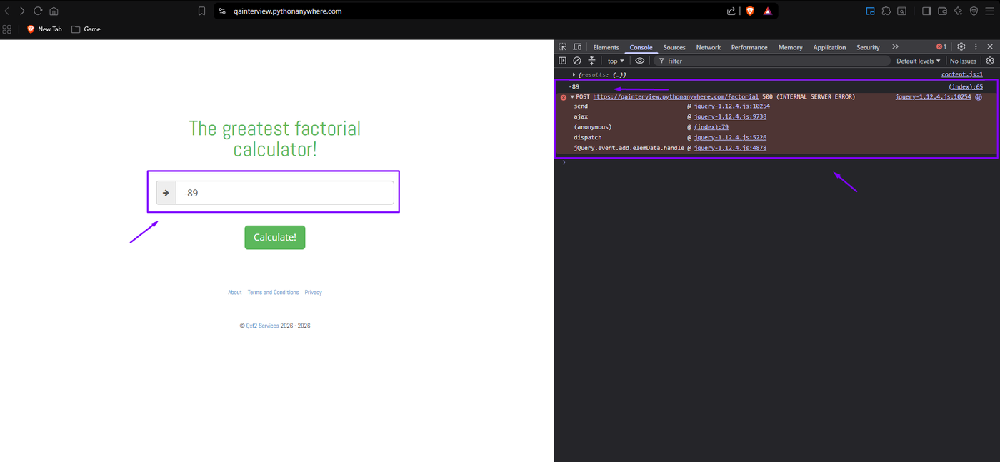 qainterview.pythonanywhere.com
New Tab
Game
The greatest factorial
calculator!
-89
Calculate!
About Terms and Conditions Privacy
© Qxf2 Services 2026 - 2026
Elements Console Sources Network Performance Memory Application Security 1
top Filter Default levels No Issues
{results: {…}} content.js:1
-89 (index):65
POST https://qainterview.pythonanywhere.com/factorial 500 (INTERNAL SERVER ERROR) jquery-1.12.4.js:10254
send @ jquery-1.12.4.js:10254
ajax @ jquery-1.12.4.js:9738
(anonymous) @ (index):79
dispatch @ jquery-1.12.4.js:5226
jQuery.event.add.elemData.handle @ jquery-1.12.4.js:4878